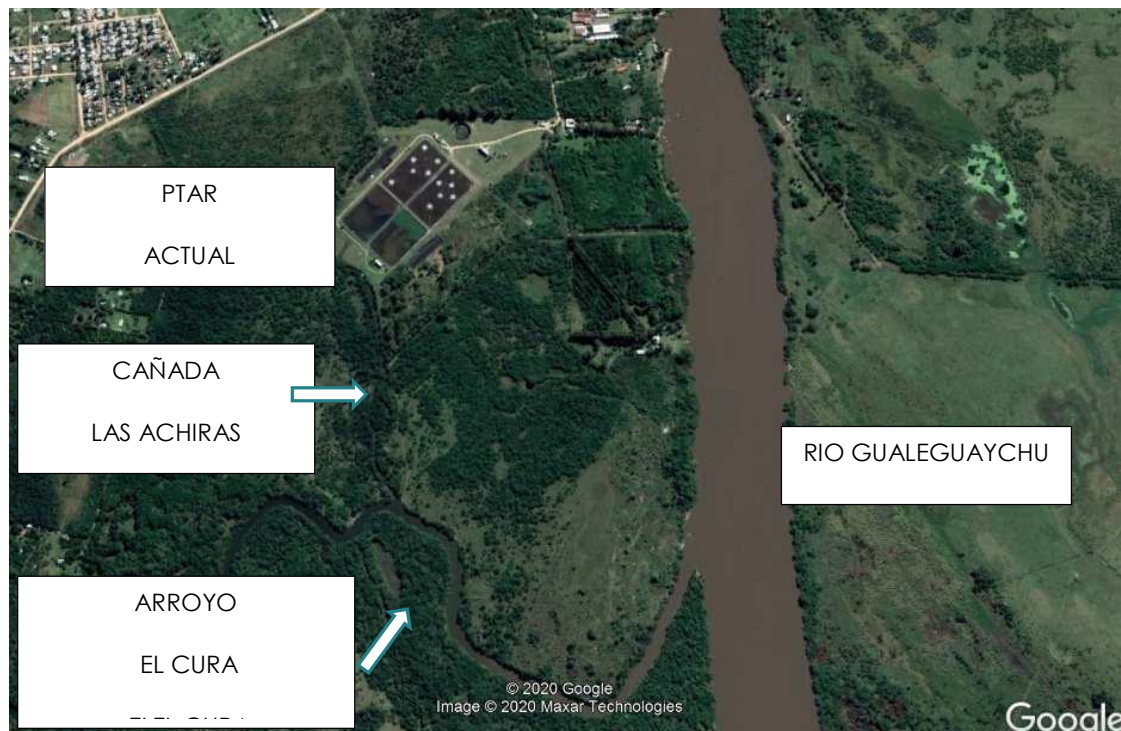 PTAR
ACTUAL
CAÑADA
LAS ACHIRAS
RIO GUALEGUAYCHU
ARROYO
EL CURA
© 2020 Google
Image © 2020 Maxar Technologies
Google